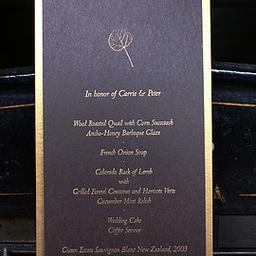 In honor of Carrie & Peter
Wood Roasted Quail with Corn Succotash
Ancho-Honey Barbeque Glaze
French Onion Soup
Colorado Rack of Lamb
with
Grilled Fennel Couscous and Haricots Verts
Cucumber Mint Relish
Wedding Cake
Coffee Service
Estate Sauvignon Blanc New Zealand, 2003